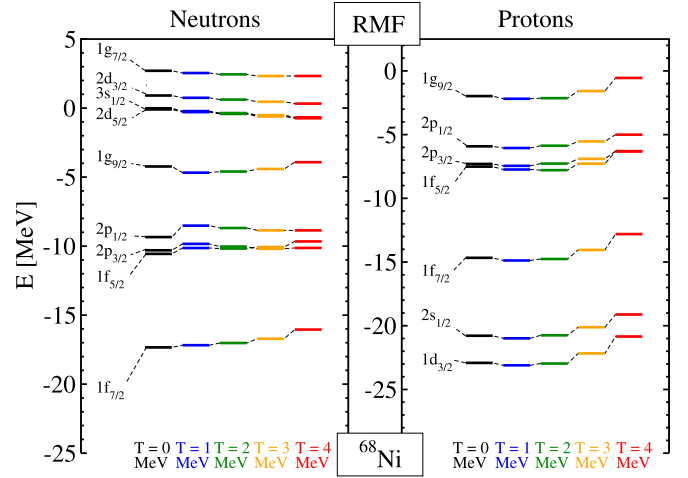 Neutrons
RMF
Protons
E [MeV]
5
0
-5
-10
-15
-20
-25
1g7/2
2d3/2
3s1/2
2d5/2
1g9/2
2p1/2
2p3/2
1f5/2
1f7/2
T = 0 MeV
T = 1 MeV
T = 2 MeV
T = 3 MeV
T = 4 MeV
68Ni
0
-5
-10
-15
-20
-25
1g9/2
2p1/2
2p3/2
1f5/2
1f7/2
2s1/2
1d3/2
T = 0 MeV
T = 1 MeV
T = 2 MeV
T = 3 MeV
T = 4 MeV